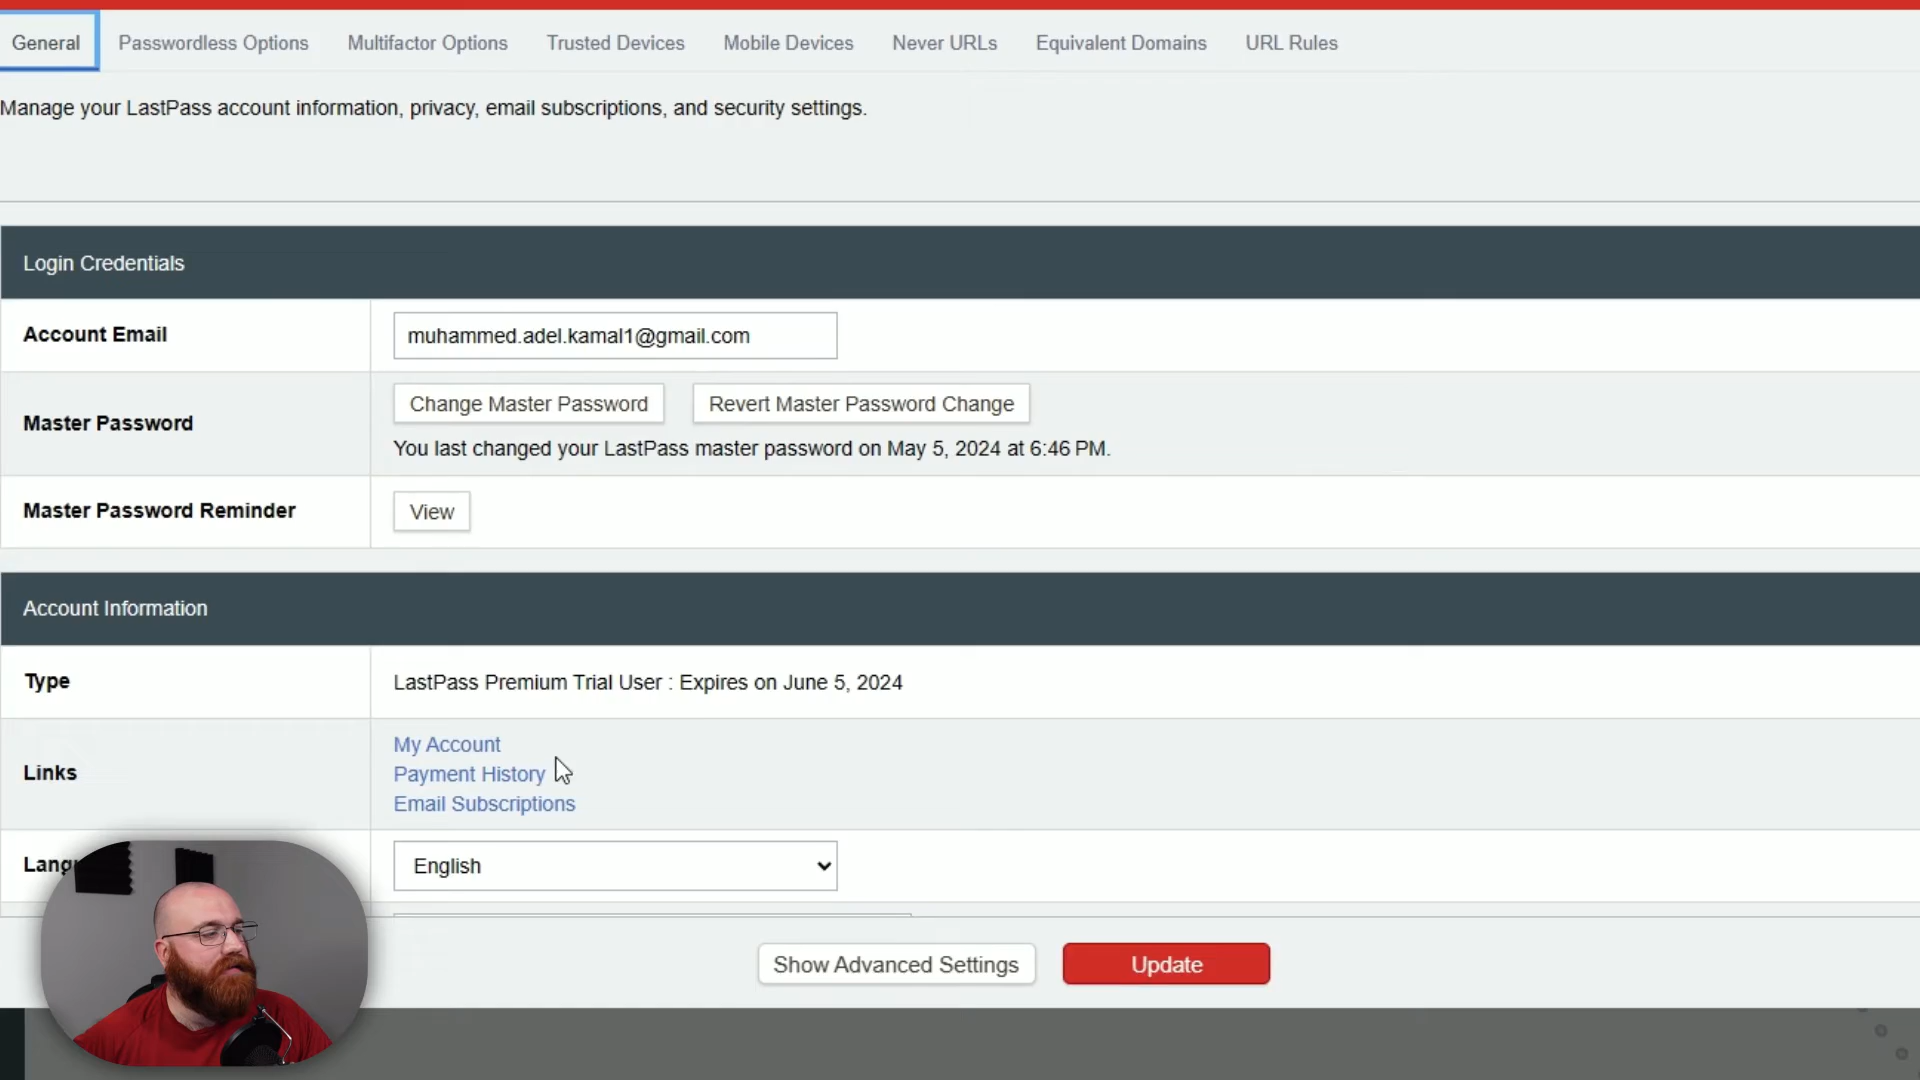 General Passwordless Options Multifactor Options Trusted Devices Mobile Devices Never URLs Equivalent Domains URL Rules
Manage your LastPass account information, privacy, email subscriptions, and security settings.
Login Credentials
Account Email muhammed.adel.kamal1@gmail.com
Master Password Change Master Password Revert Master Password Change
You last changed your LastPass master password on May 5, 2024 at 6:46 PM.
Master Password Reminder View
Account Information
Type LastPass Premium Trial User : Expires on June 5, 2024
Links My Account
Payment History
Email Subscriptions
English
Show Advanced Settings Update